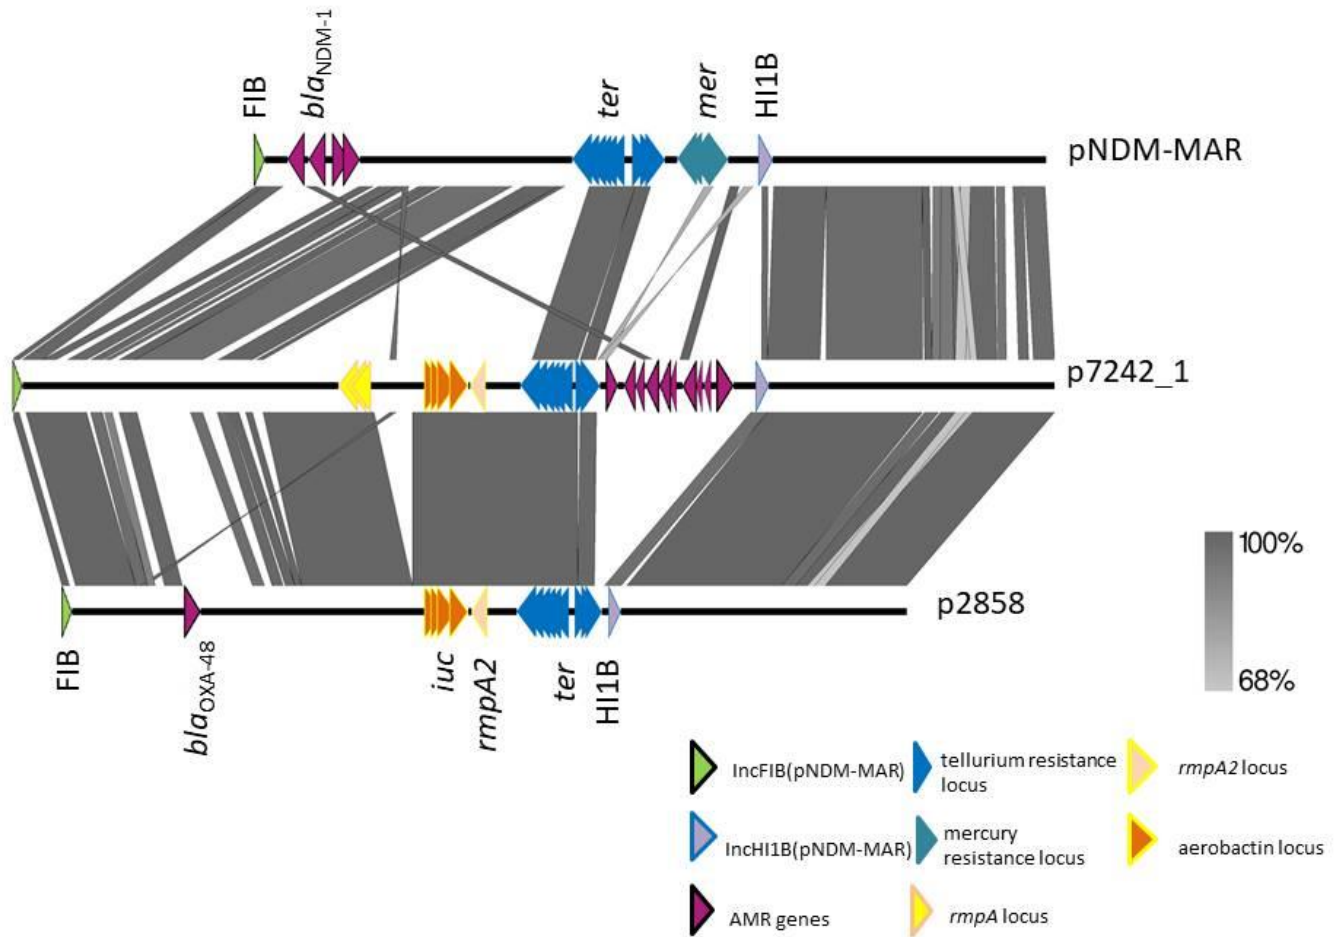 FIB
blaNDM-1
ter
mer
HI1B
pNDM-MAR
p7242_1
p2858
FIB
blaOXA-48
iuc
rmpA2
ter
HI1B
100%
68%
IncFIB(pNDM-MAR)
tellurium resistance
locus
rmpA2 locus
IncHI1B(pNDM-MAR)
mercury
resistance locus
aerobactin locus
AMR genes
rmpA locus